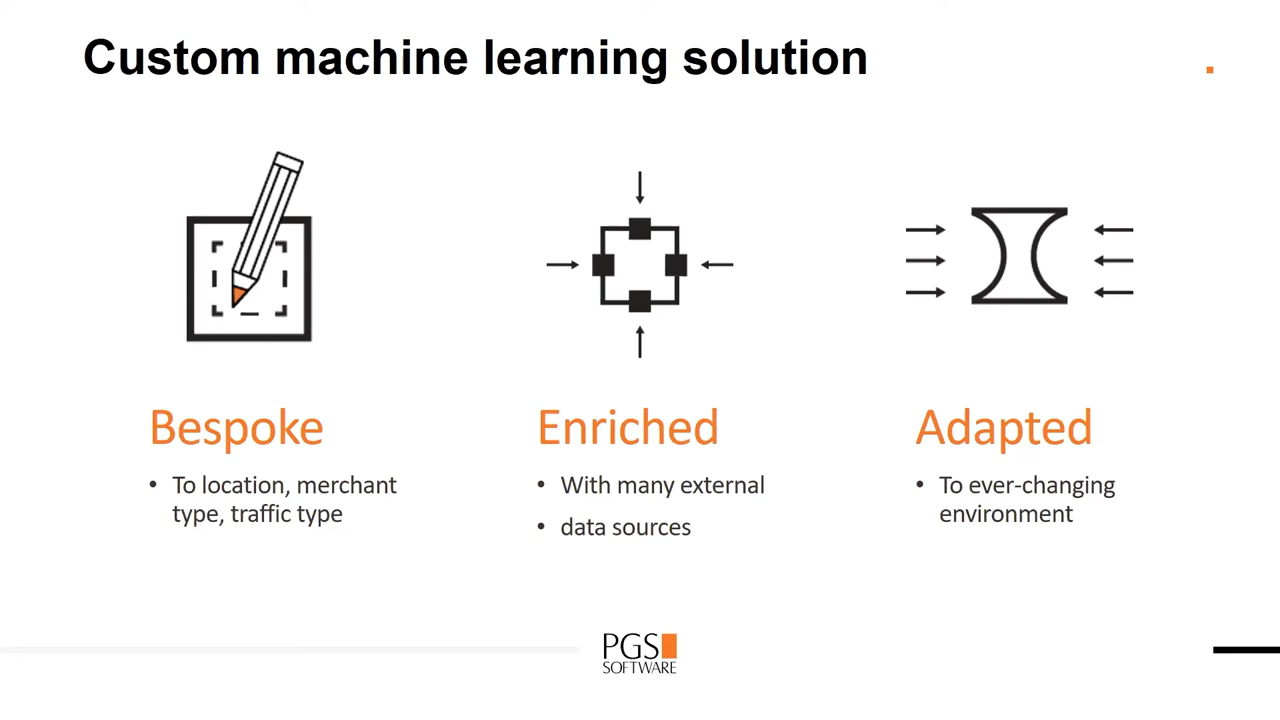 Custom machine learning solution
Bespoke
• To location, merchant
type, traffic type
Enriched
• With many external
• data sources
Adapted
• To ever-changing
environment
PGS
SOFTWARE